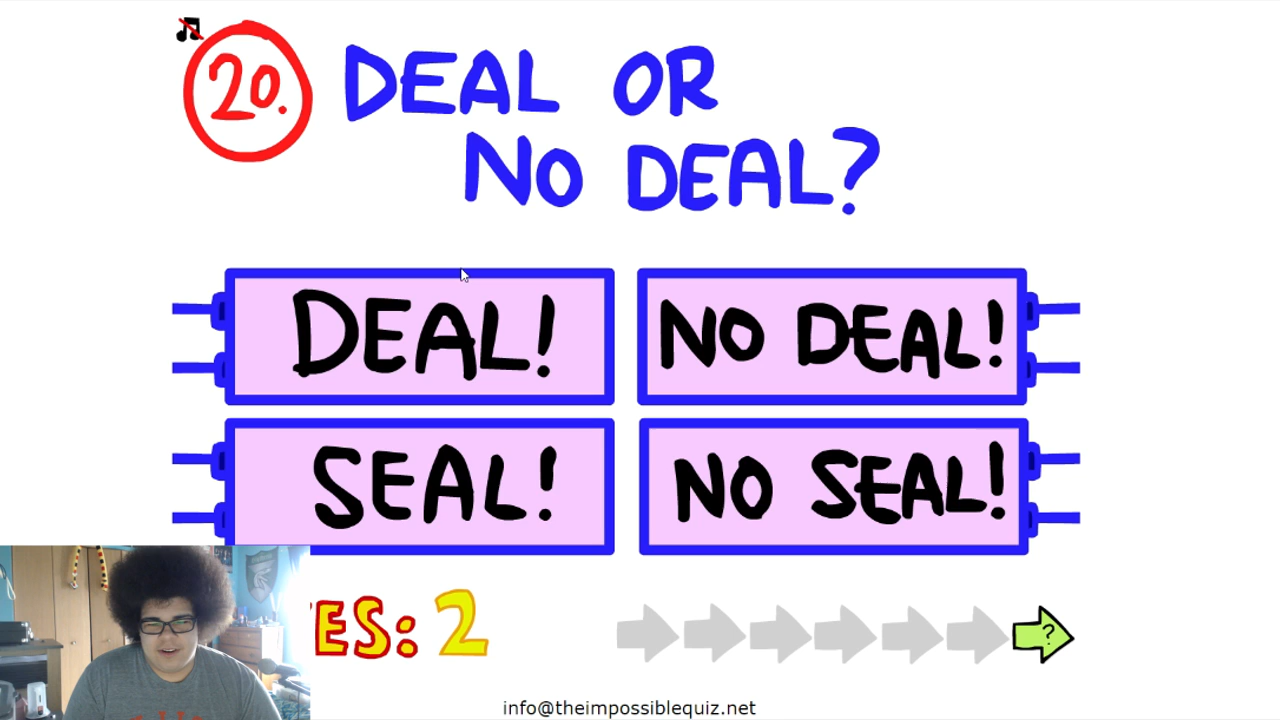 20.
DEAL OR
NO DEAL?
DEAL!
NO DEAL!
SEAL!
NO SEAL!
ES: 2
?
info@theimpossiblequiz.net